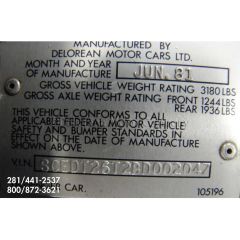 MANUFACTURED BY
DELOREAN MOTOR CARS LTD.
MONTH AND YEAR
OF MANUFACTURE JUN. 81
GROSS VEHICLE WEIGHT RATING 3180 LBS
GROSS AXLE WEIGHT RATING FRONT 1244 LBS
REAR 1936 LBS
THIS VEHICLE CONFORMS TO ALL
APPLICABLE FEDERAL MOTOR VEHICLE
SAFETY AND BUMPER STANDARDS IN
EFFECT ON THE DATE OF MANUFACTURE
SHOWN ABOVE.
V.I.N.
CAR.
105196
281/441-2537
800/872-3621